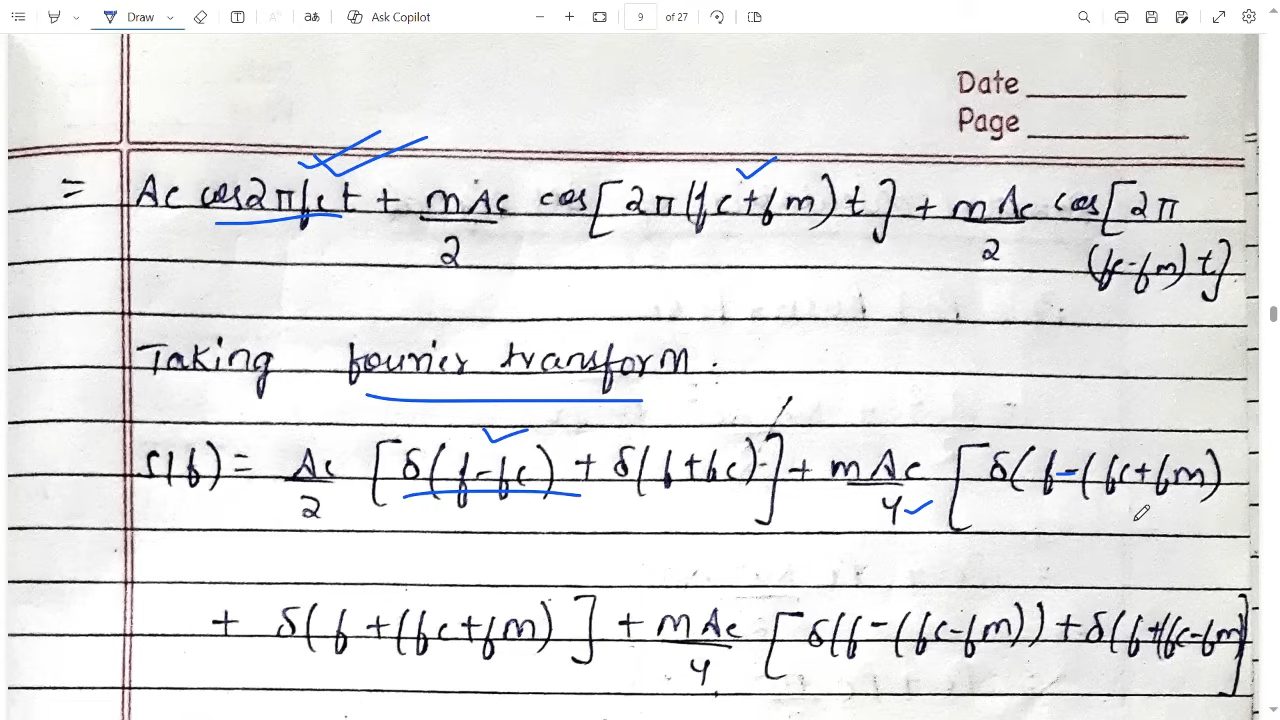 Draw Ask Copilot 9 of 27
Date
Page
= Ac cos2πfct + mAc/2 cos[2π(fc+fm)t] + mAc/2 cos[2π
(fc-fm)t]
Taking fourier transform.
S(f) = Ac/2 [δ(f-fc) + δ(f+fc)] + mAc/4 [δ(f-(fc+fm)
+ δ(f+(fc+fm)] + mAc/4 [δ(f-(fc-fm)) + δ(f+(fc-fm)]